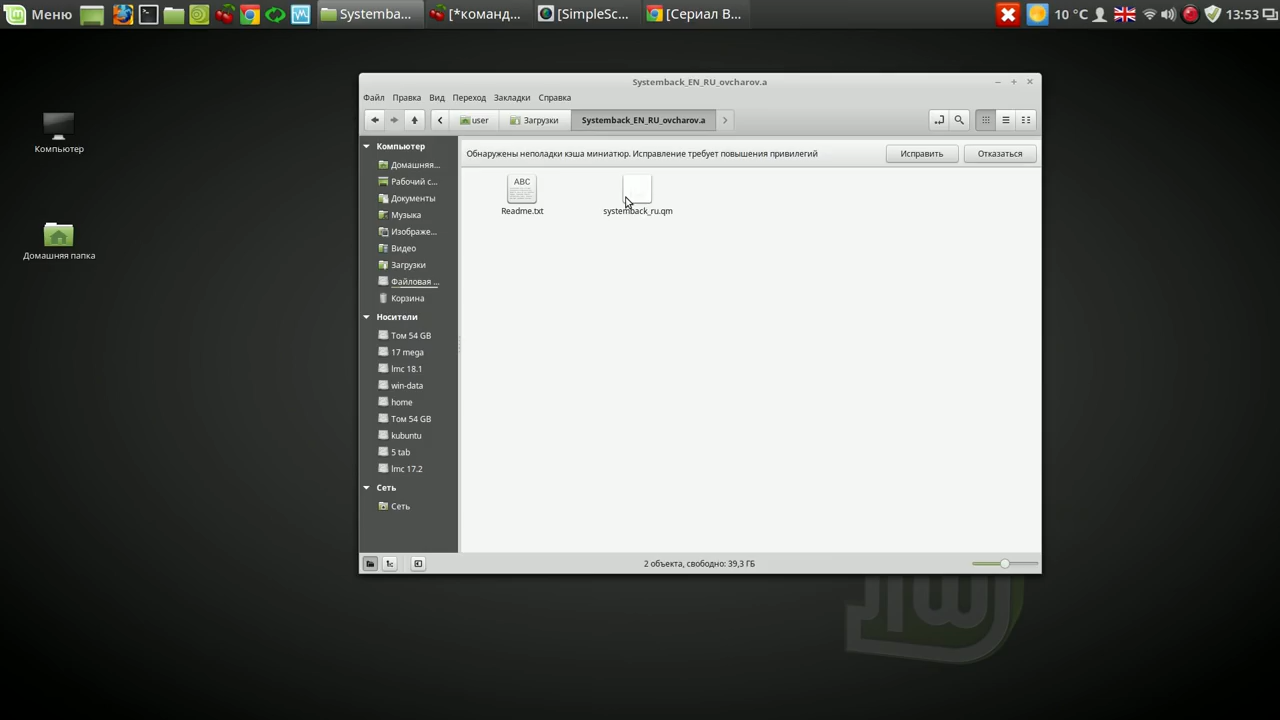 Меню
Systemba...
[*команд...
[SimpleSc...
[Сериал В...
10 °C
13:53
Компьютер
Домашняя папка
Systemback_EN_RU_ovcharov.a
Файл Правка Вид Переход Закладки Справка
user Загрузки Systemback_EN_RU_ovcharov.a
Компьютер
Домашняя...
Рабочий с...
Документы
Музыка
Изображе...
Видео
Загрузки
Файловая ...
Корзина
Носители
Том 54 GB
17 mega
lmc 18.1
win-data
home
Том 54 GB
kubuntu
5 tab
lmc 17.2
Сеть
Сеть
Обнаружены неполадки кэша миниатюр. Исправление требует повышения привилегий
Исправить
Отказаться
ABC
Readme.txt
systemback_ru.qm
2 объекта, свободно: 39,3 ГБ